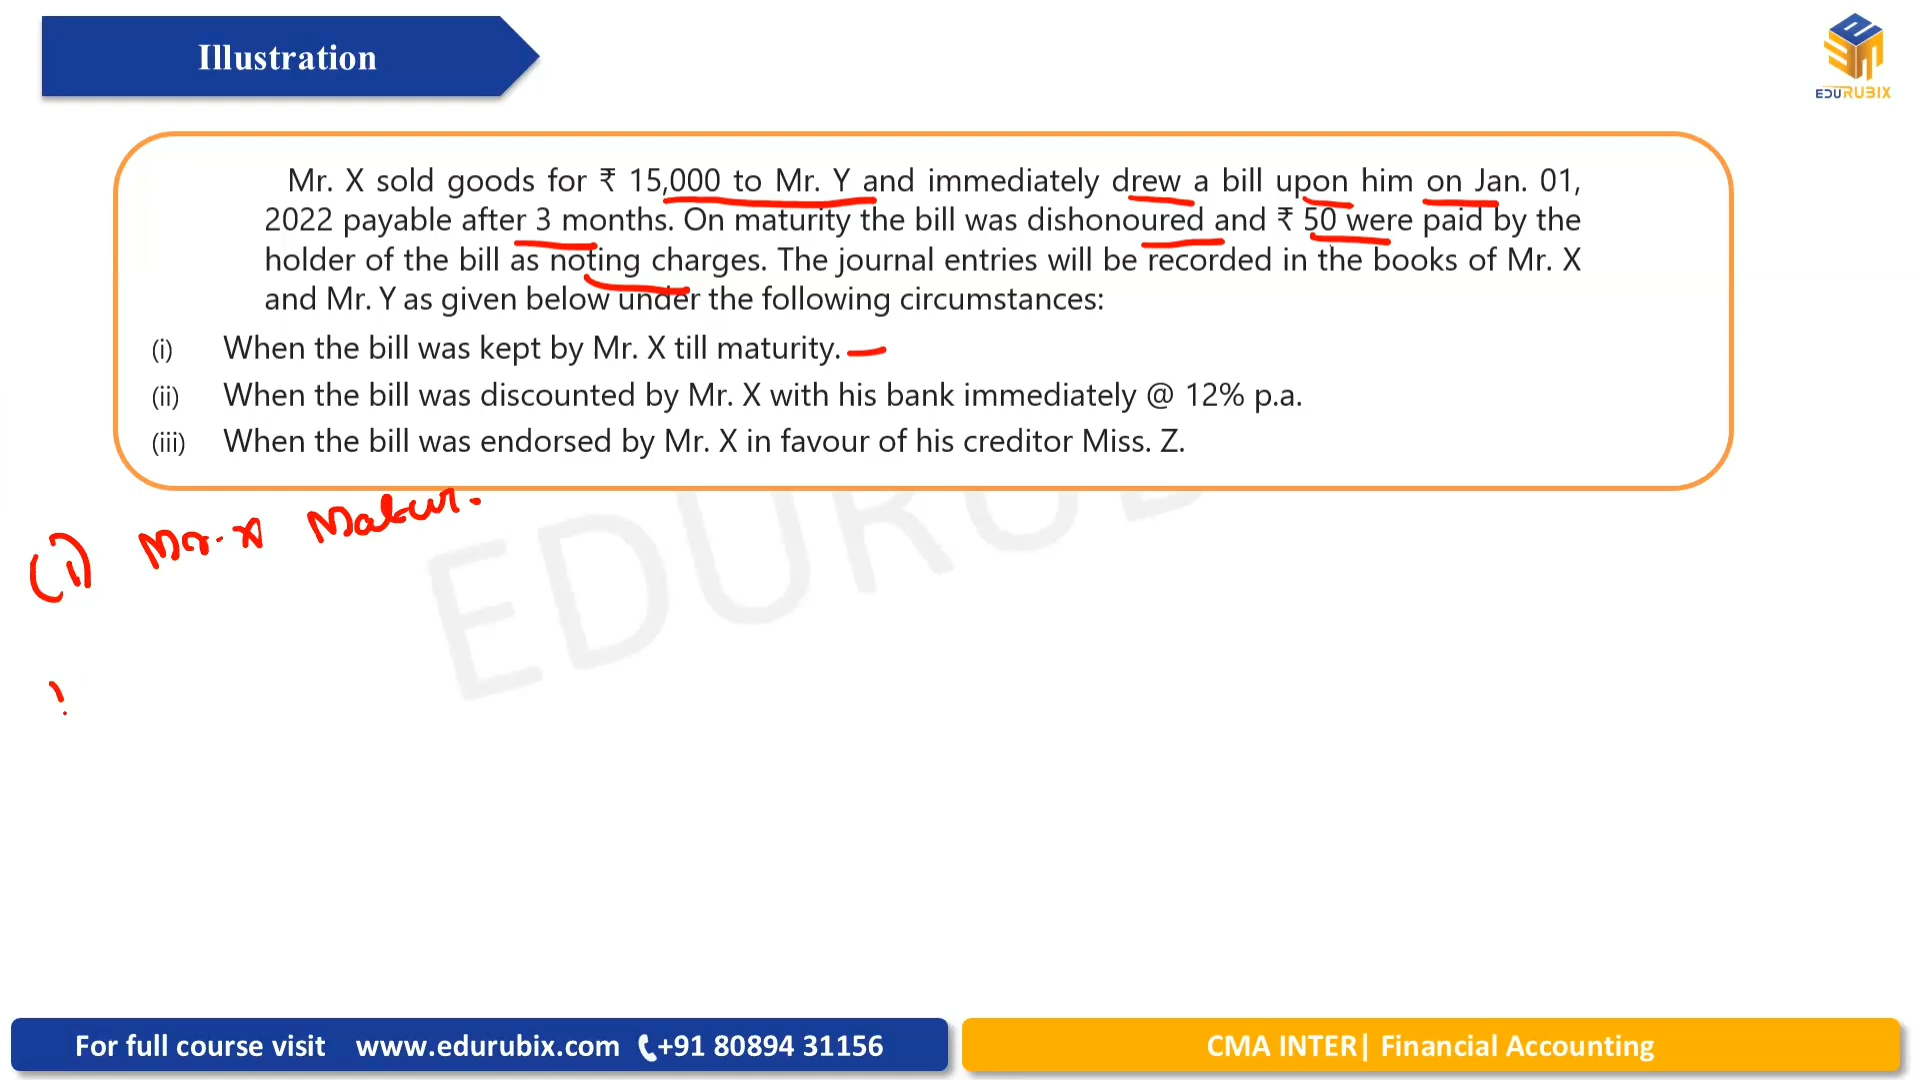 Illustration
EDURUBIX
Mr. X sold goods for ₹ 15,000 to Mr. Y and immediately drew a bill upon him on Jan. 01,
2022 payable after 3 months. On maturity the bill was dishonoured and ₹ 50 were paid by the
holder of the bill as noting charges. The journal entries will be recorded in the books of Mr. X
and Mr. Y as given below under the following circumstances:
(i) When the bill was kept by Mr. X till maturity.
(ii) When the bill was discounted by Mr. X with his bank immediately @ 12% p.a.
(iii) When the bill was endorsed by Mr. X in favour of his creditor Miss. Z.
(i) Mr. X Matur.
EDURUB
For full course visit www.edurubix.com +91 80894 31156
CMA INTER| Financial Accounting